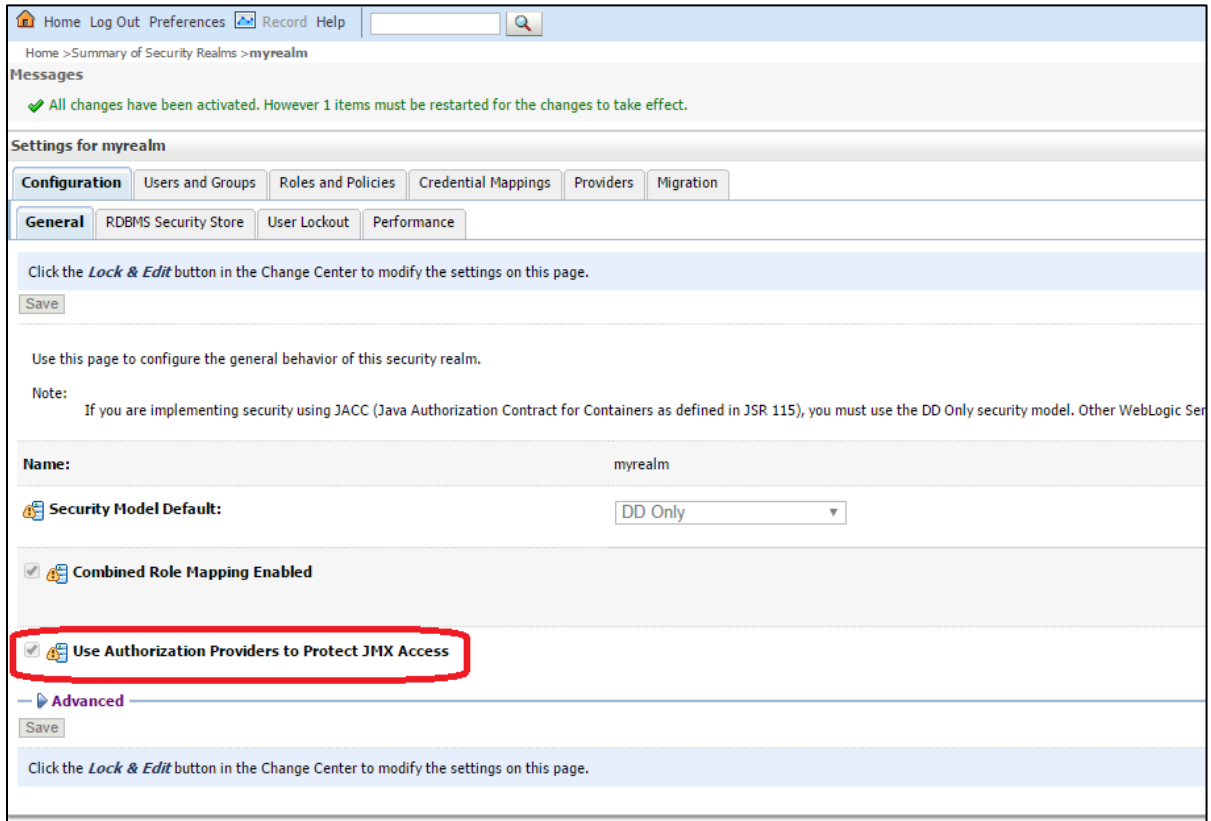 Home Log Out Preferences Record Help
Home >Summary of Security Realms >myrealm
Messages
All changes have been activated. However 1 items must be restarted for the changes to take effect.
Settings for myrealm
Configuration Users and Groups Roles and Policies Credential Mappings Providers Migration
General RDBMS Security Store User Lockout Performance
Click the Lock & Edit button in the Change Center to modify the settings on this page.
Save
Use this page to configure the general behavior of this security realm.
Note:
If you are implementing security using JACC (Java Authorization Contract for Containers as defined in JSR 115), you must use the DD Only security model. Other WebLogic Ser
Name: myrealm
Security Model Default: DD Only
Combined Role Mapping Enabled
Use Authorization Providers to Protect JMX Access
Advanced
Save
Click the Lock & Edit button in the Change Center to modify the settings on this page.